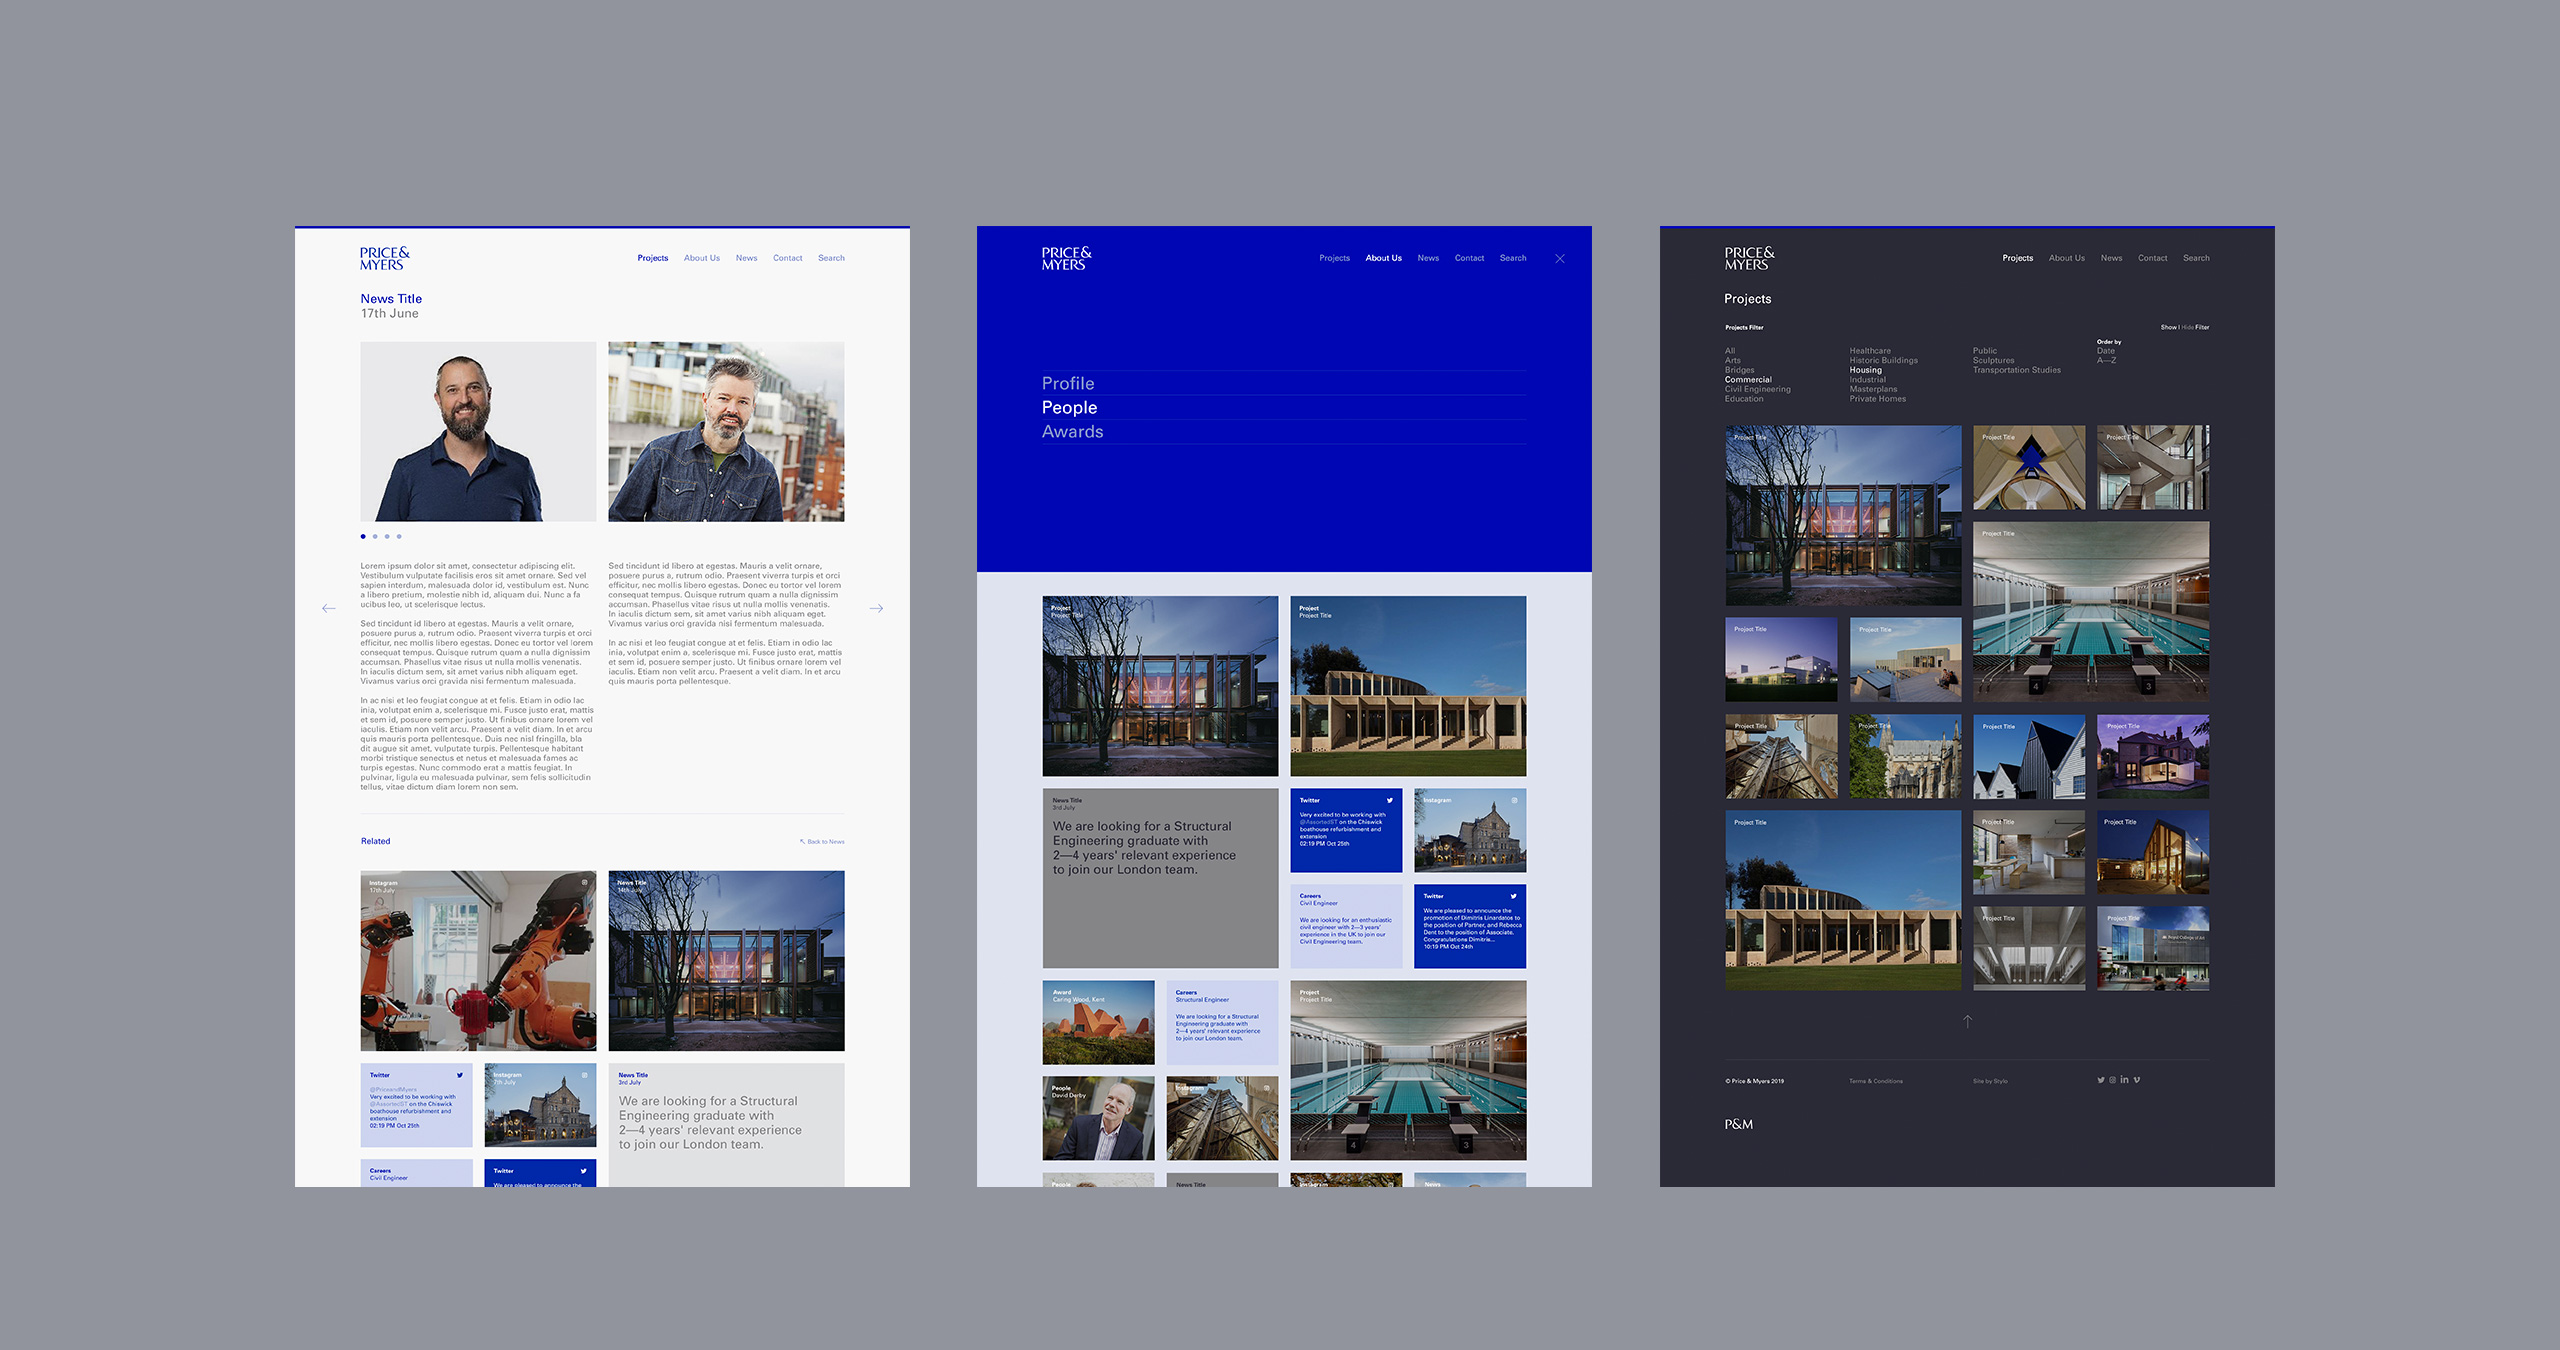 PRICE&
MYERS
Projects About Us News Contact Search
News Title
17th June
Lorem ipsum dolor sit amet, consectetur adipiscing elit.
Vestibulum vulputate facilisis eros sit amet ornare. Sed vel
sapien interdum, malesuada dolor id, vestibulum est. Nunc
a libero pretium, molestie nibh id, aliquam dui. Nunc a fa
ucibus leo, ut scelerisque lectus.
Sed tincidunt id libero at egestas. Mauris a velit ornare,
posuere purus a, rutrum odio. Praesent viverra turpis et orci
efficitur, nec mollis libero egestas. Donec eu tortor vel lorem
consequat tempus. Quisque rutrum quam a nulla dignissim
accumsan. Phasellus vitae risus ut nulla mollis venenatis.
In iaculis dictum sem, sit amet varius nibh aliquam eget.
Vivamus varius orci gravida nisi fermentum malesuada.
In ac nisi et leo feugiat congue at et felis. Etiam in odio lac
inia, volutpat enim a, scelerisque mi. Fusce justo erat, mattis
et sem id, posuere semper justo. Ut finibus ornare lorem vel
iaculis. Etiam non velit arcu. Praesent a velit diam. In et arcu
quis mauris porta pellentesque. Duis nec nisl fringilla, bla
dit augue sit amet, vulputate turpis. Pellentesque habitant
morbi tristique senectus et netus et malesuada fames ac
turpis egestas. Nunc commodo erat a mattis feugiat. In
pulvinar, ligula eu malesuada pulvinar, sem felis sollicitudin
tellus, vitae dictum diam lorem non sem.
Sed tincidunt id libero at egestas. Mauris a velit ornare,
posuere purus a, rutrum odio. Praesent viverra turpis et orci
efficitur, nec mollis libero egestas. Donec eu tortor vel lorem
consequat tempus. Quisque rutrum quam a nulla dignissim
accumsan. Phasellus vitae risus ut nulla mollis venenatis.
In iaculis dictum sem, sit amet varius nibh aliquam eget.
Vivamus varius orci gravida nisi fermentum malesuada.
In ac nisi et leo feugiat congue at et felis. Etiam in odio lac
inia, volutpat enim a, scelerisque mi. Fusce justo erat, mattis
et sem id, posuere semper justo. Ut finibus ornare lorem vel
iaculis. Etiam non velit arcu. Praesent a velit diam. In et arcu
quis mauris porta pellentesque.
Related
Back to News
Instagram
17th July
News Title
14th July
Twitter
@PriceandMyers
Very excited to be working with
@AssortedST on the Chiswick
boathouse refurbishment and
extension
02:19 PM Oct 25th
Instagram
7th July
News Title
3rd July
We are looking for a Structural
Engineering graduate with
2—4 years' relevant experience
to join our London team.
Careers
Civil Engineer
Twitter
We are pleased to announce the
PRICE&
MYERS
Projects About Us News Contact Search
Profile
People
Awards
Project
Project Title
Project
Project Title
News Title
3rd July
We are looking for a Structural
Engineering graduate with
2—4 years' relevant experience
to join our London team.
Twitter
Very excited to be working with
@AssortedST on the Chiswick
boathouse refurbishment and
extension
02:19 PM Oct 25th
Instagram
Careers
Civil Engineer
We are looking for an enthusiastic
civil engineer with 2—3 years'
experience in the UK to join our
Civil Engineering team.
Twitter
We are pleased to announce the
promotion of Dimitris Linardatos to
the position of Partner, and Rebecca
Dent to the position of Associate.
Congratulations Dimitris...
10:19 PM Oct 24th
Award
Caring Wood, Kent
Careers
Structural Engineer
We are looking for a Structural
Engineering graduate with
2—4 years' relevant experience
to join our London team.
Project
Project Title
4
3
People
David Derby
Instagram
People
News Title
Instagram
News
PRICE&
MYERS
Projects About Us News Contact Search
Projects
Projects Filter
Show | Hide Filter
All
Arts
Bridges
Commercial
Civil Engineering
Education
Healthcare
Historic Buildings
Housing
Industrial
Masterplans
Private Homes
Public
Sculptures
Transportation Studies
Order by
Date
A—Z
Project Title
Project Title
Project Title
Project Title
4
3
Project Title
Project Title
Project Title
Project Title
Project Title
Project Title
Project Title
Project Title
Project Title
Project Title
Project Title
Royal College of Art
© Price & Myers 2019
Terms & Conditions
Site by Stylo
P&M